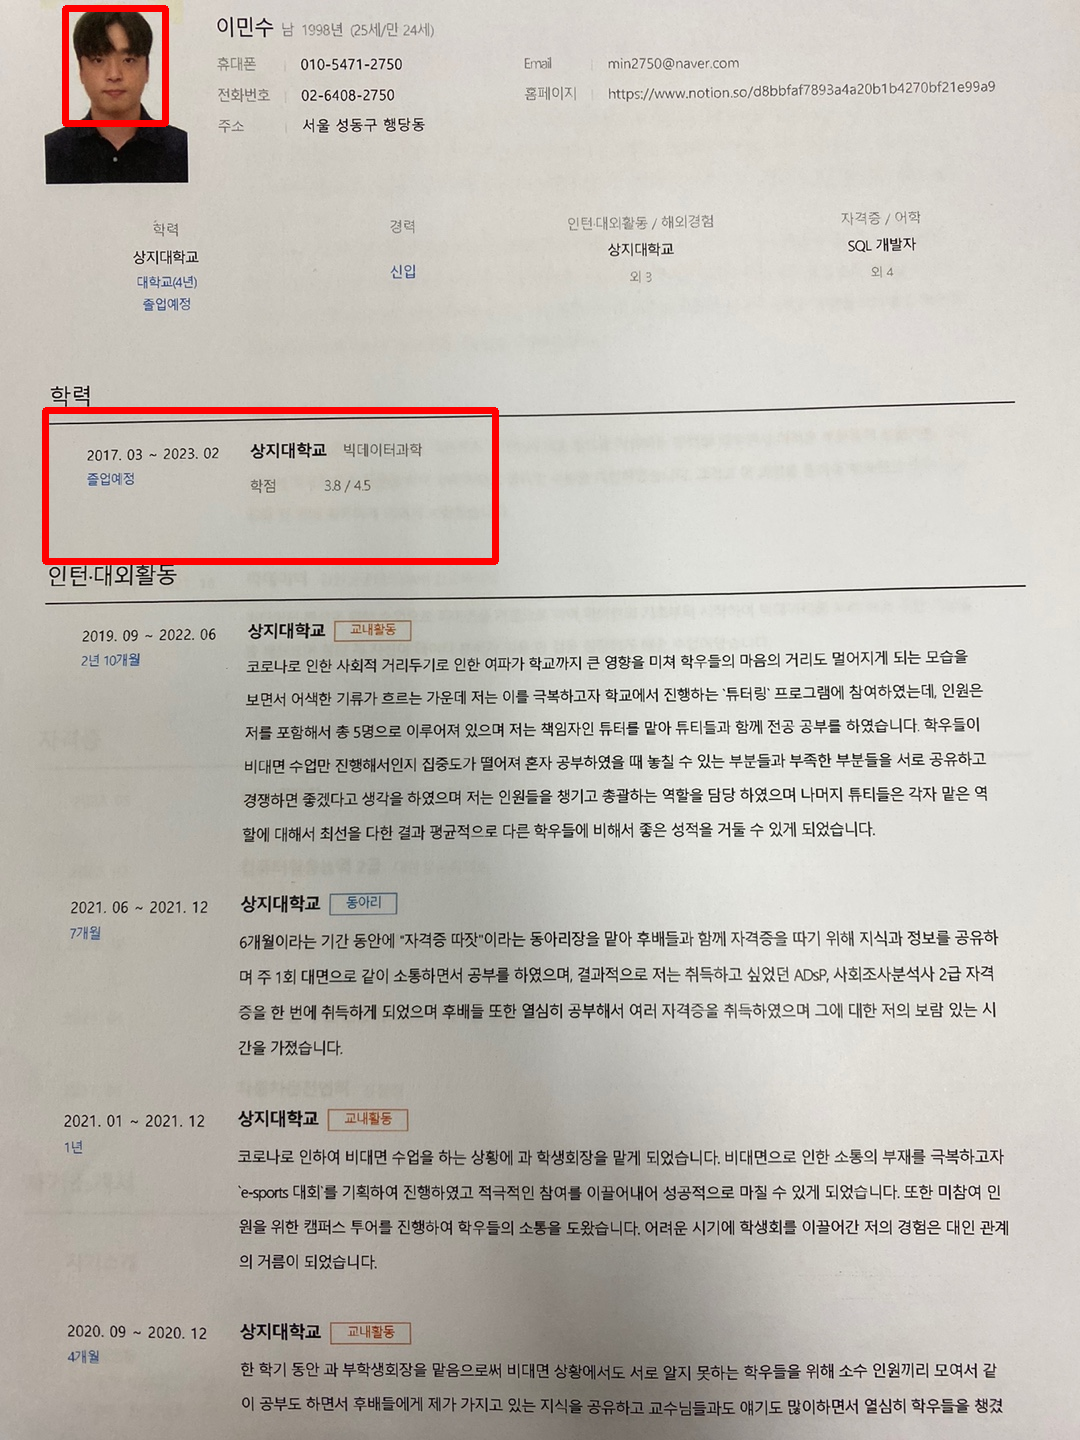 이민수 남 1998년 (25세/만 24세)
휴대폰 010-5471-2750 Email min2750@naver.com
전화번호 02-6408-2750 홈페이지 https://www.notion.so/d8bbfaf7893a4a20b1b4270bf21e99a9
주소 서울 성동구 행당동
학력 경력 인턴·대외활동 / 해외경험 자격증 / 어학
상지대학교 신입 상지대학교 SQL 개발자
대학교(4년) 외 3 외 4
졸업예정
학력
2017. 03 ~ 2023. 02 상지대학교 빅데이터과학
졸업예정 학점 3.8 / 4.5
인턴·대외활동
2019. 09 ~ 2022. 06 상지대학교 교내활동
2년 10개월
코로나로 인한 사회적 거리두기로 인한 여파가 학교까지 큰 영향을 미쳐 학우들의 마음의 거리도 멀어지게 되는 모습을
보면서 어색한 기류가 흐르는 가운데 저는 이를 극복하고자 학교에서 진행하는 `튜터링` 프로그램에 참여하였는데, 인원은
저를 포함해서 총 5명으로 이루어져 있으며 저는 책임자인 튜터를 맡아 튜티들과 함께 전공 공부를 하였습니다. 학우들이
비대면 수업만 진행해서인지 집중도가 떨어져 혼자 공부하였을 때 놓칠 수 있는 부분들과 부족한 부분들을 서로 공유하고
경쟁하면 좋겠다고 생각을 하였으며 저는 인원들을 챙기고 총괄하는 역할을 담당 하였으며 나머지 튜티들은 각자 맡은 역
할에 대해서 최선을 다한 결과 평균적으로 다른 학우들에 비해서 좋은 성적을 거둘 수 있게 되었습니다.
2021. 06 ~ 2021. 12 상지대학교 동아리
7개월
6개월이라는 기간 동안에 "자격증 따잣"이라는 동아리장을 맡아 후배들과 함께 자격증을 따기 위해 지식과 정보를 공유하
며 주 1회 대면으로 같이 소통하면서 공부를 하였으며, 결과적으로 저는 취득하고 싶었던 ADsP, 사회조사분석사 2급 자격
증을 한 번에 취득하게 되었으며 후배들 또한 열심히 공부해서 여러 자격증을 취득하였으며 그에 대한 저의 보람 있는 시
간을 가졌습니다.
2021. 01 ~ 2021. 12 상지대학교 교내활동
1년
코로나로 인하여 비대면 수업을 하는 상황에 과 학생회장을 맡게 되었습니다. 비대면으로 인한 소통의 부재를 극복하고자
`e-sports 대회`를 기획하여 진행하였고 적극적인 참여를 이끌어내어 성공적으로 마칠 수 있게 되었습니다. 또한 미참여 인
원을 위한 캠퍼스 투어를 진행하여 학우들의 소통을 도왔습니다. 어려운 시기에 학생회를 이끌어간 저의 경험은 대인 관계
의 거름이 되었습니다.
2020. 09 ~ 2020. 12 상지대학교 교내활동
4개월
한 학기 동안 과 부학생회장을 맡음으로써 비대면 상황에서도 서로 알지 못하는 학우들을 위해 소수 인원끼리 모여서 같
이 공부도 하면서 후배들에게 제가 가지고 있는 지식을 공유하고 교수님들과도 얘기도 많이하면서 열심히 학우들을 챙겼